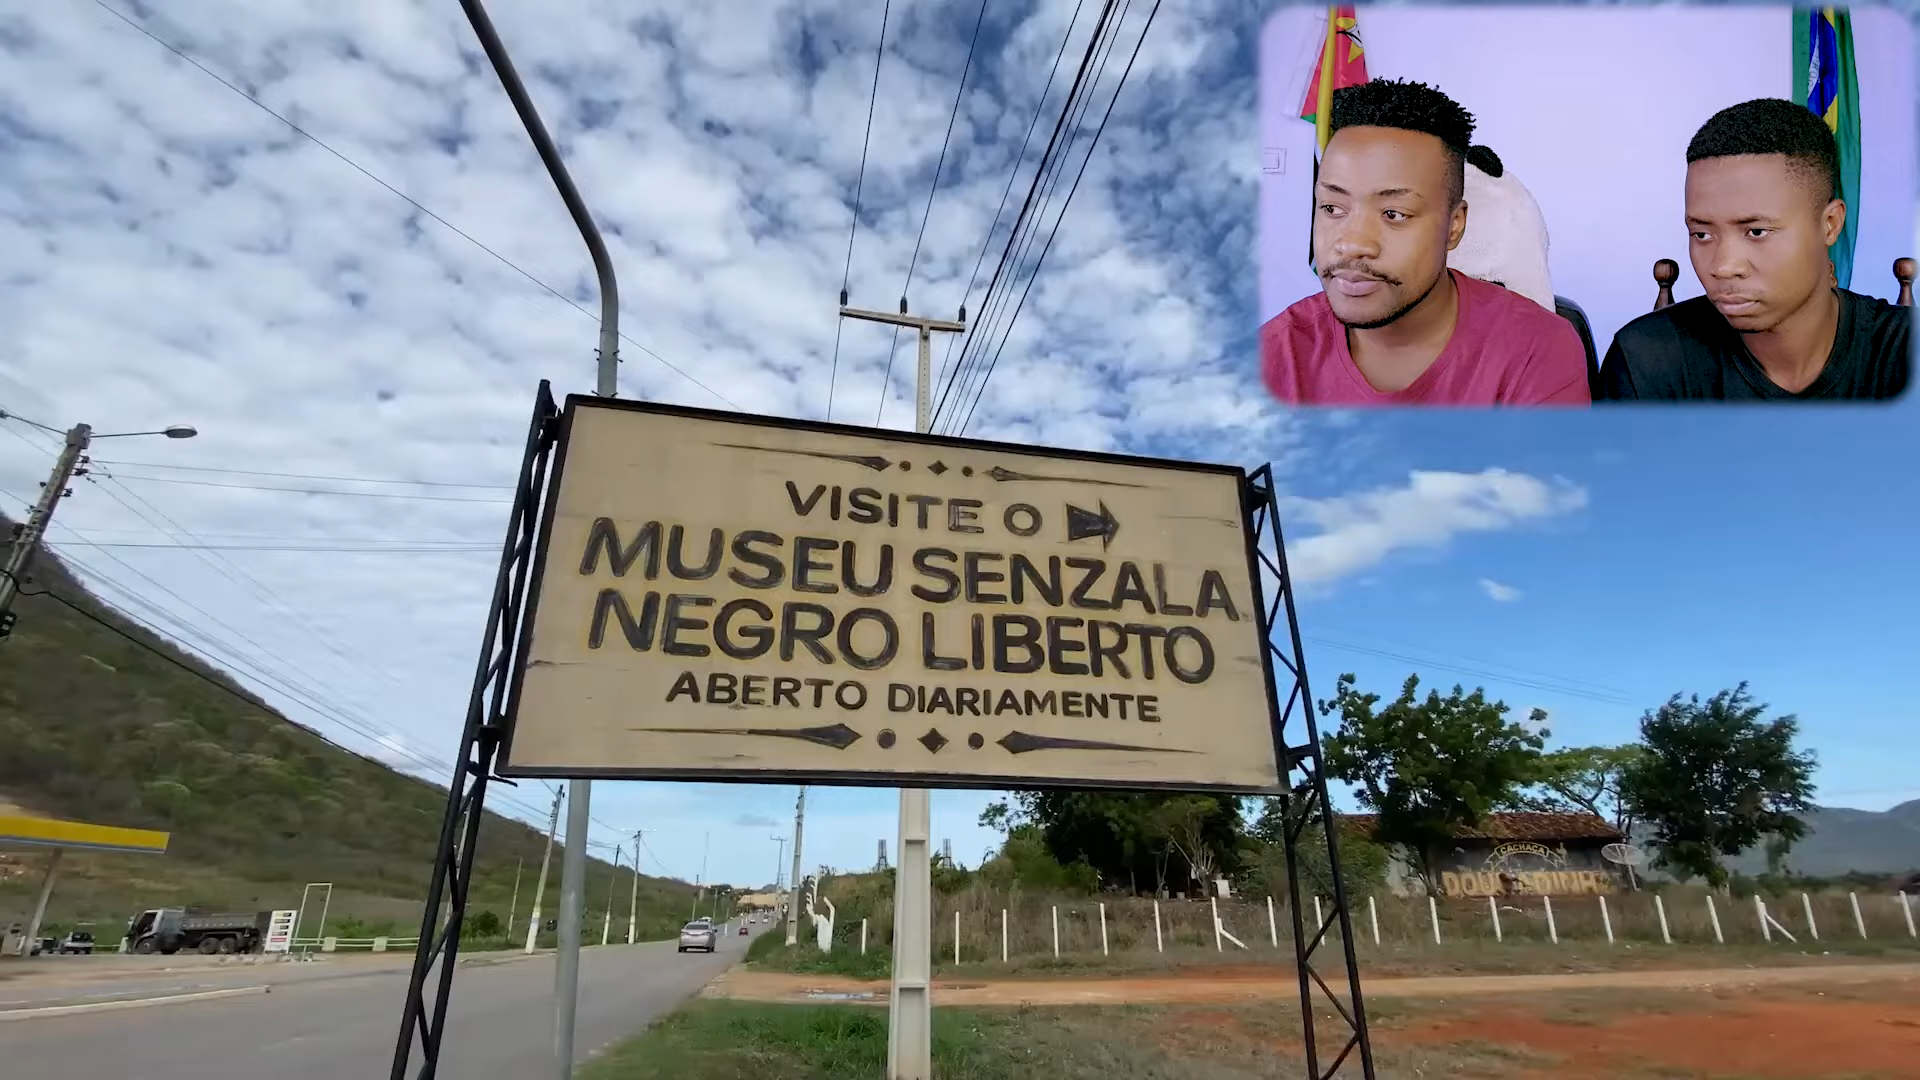 VISITE O
MUSEU SENZALA
NEGRO LIBERTO
ABERTO DIARIAMENTE
CACHAÇA